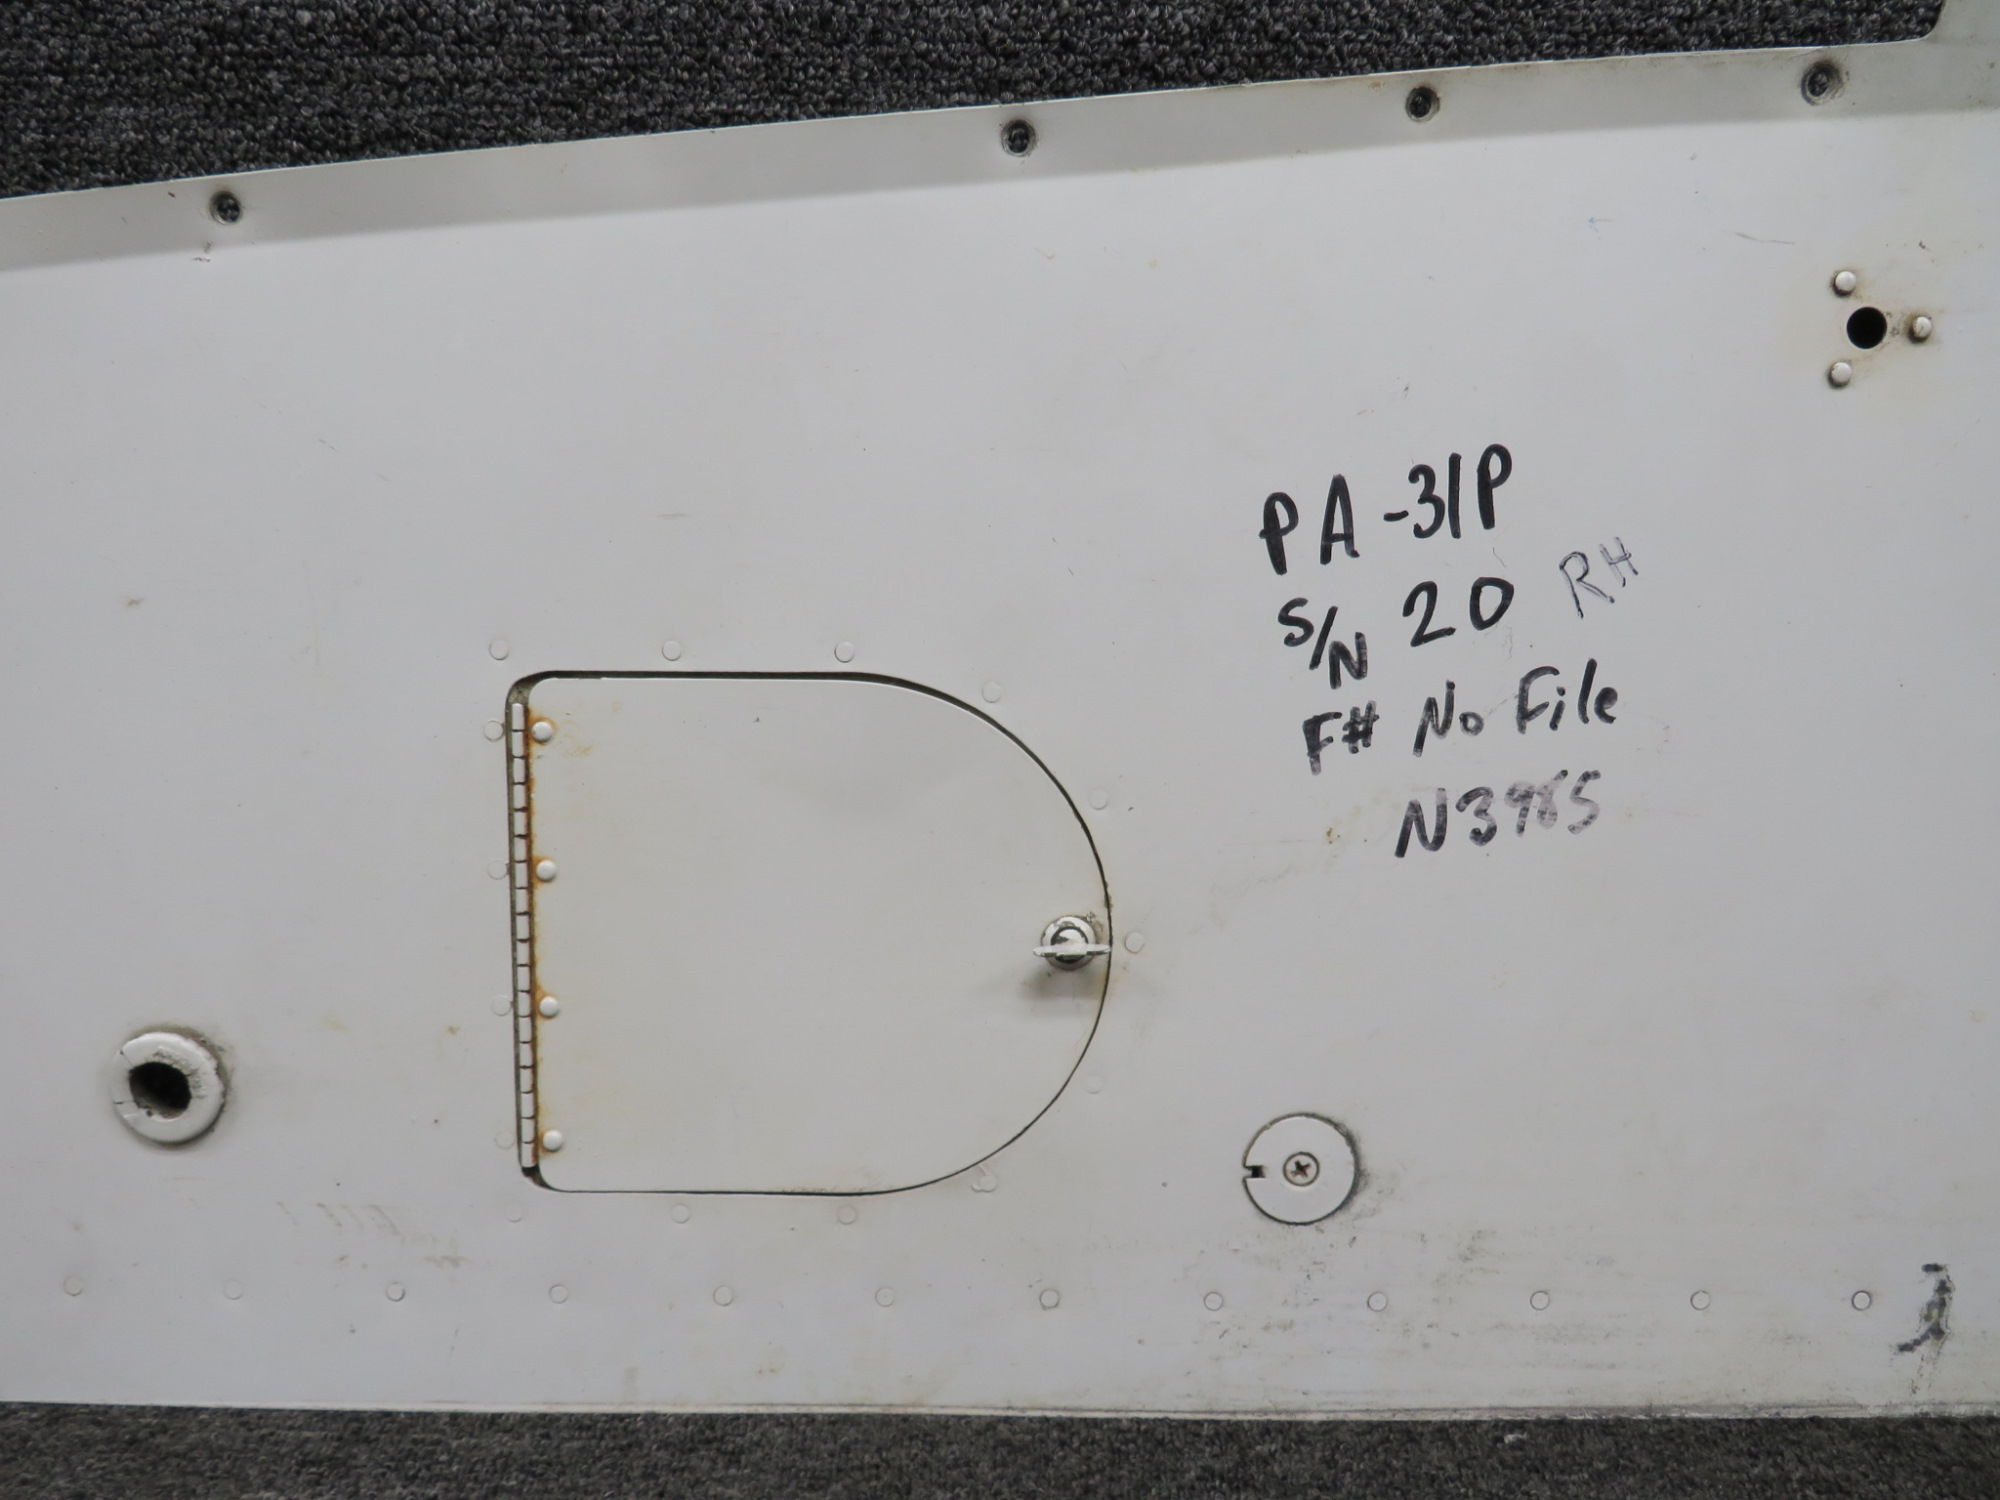 PA-31P
S/N 20 RH
F# No File
N3985